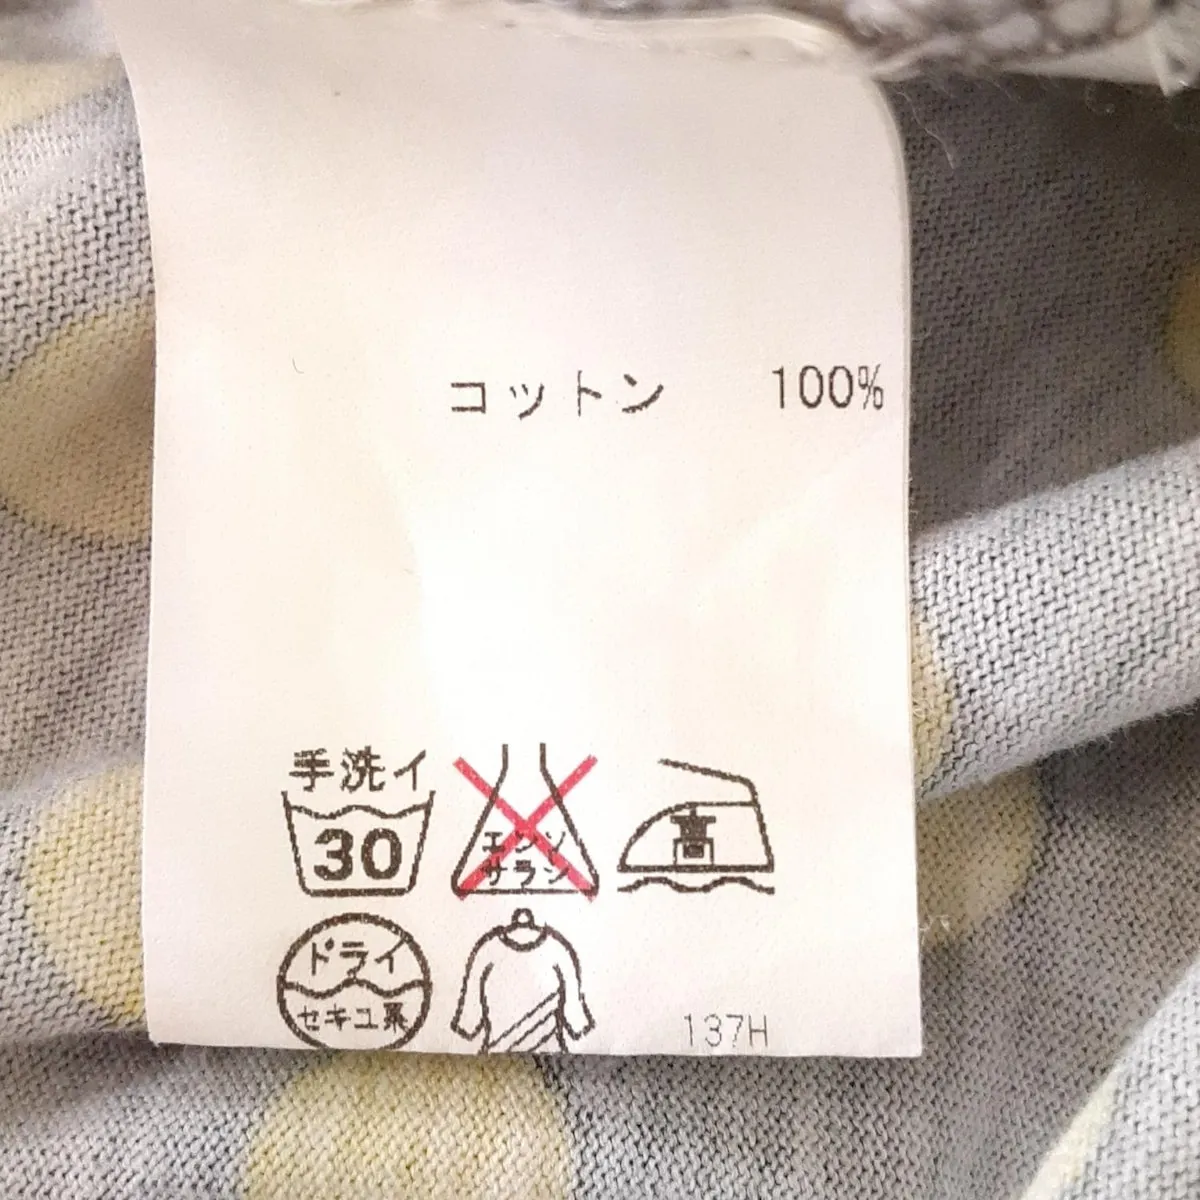 コットン 100%
手洗イ
30
エンソ
サラシ
高
ドライ
セキユ系
137H